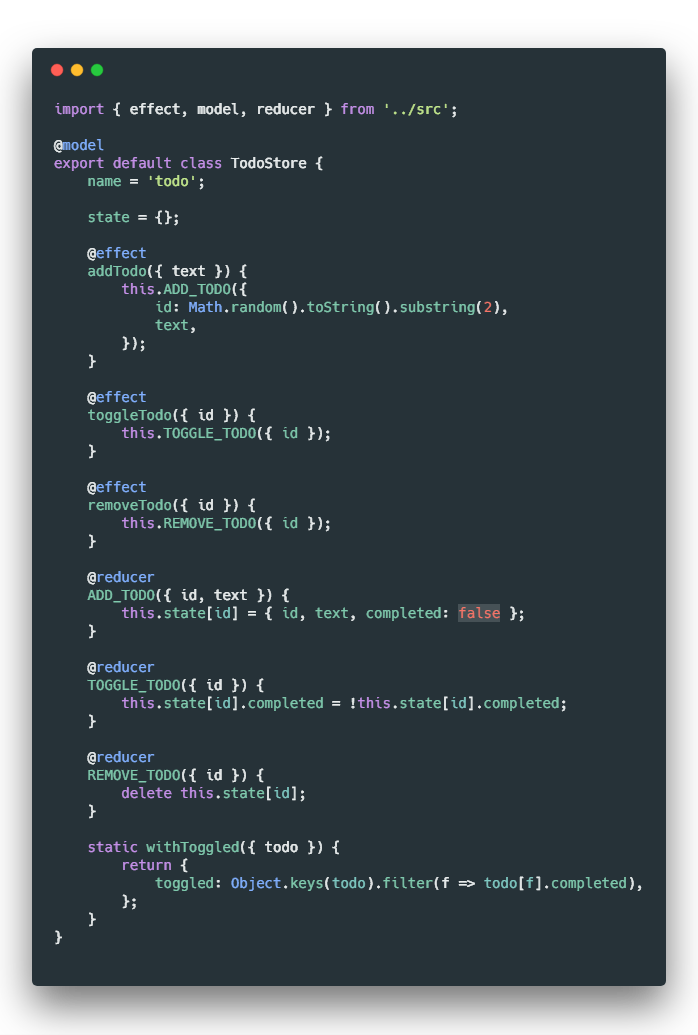 import { effect, model, reducer } from '../src';

@model
export default class TodoStore {
    name = 'todo';

    state = {};

    @effect
    addTodo({ text }) {
        this.ADD_TODO({
            id: Math.random().toString().substring(2),
            text,
        });
    }

    @effect
    toggleTodo({ id }) {
        this.TOGGLE_TODO({ id });
    }

    @effect
    removeTodo({ id }) {
        this.REMOVE_TODO({ id });
    }

    @reducer
    ADD_TODO({ id, text }) {
        this.state[id] = { id, text, completed: false };
    }

    @reducer
    TOGGLE_TODO({ id }) {
        this.state[id].completed = !this.state[id].completed;
    }

    @reducer
    REMOVE_TODO({ id }) {
        delete this.state[id];
    }

    static withToggled({ todo }) {
        return {
            toggled: Object.keys(todo).filter(f => todo[f].completed),
        };
    }
}